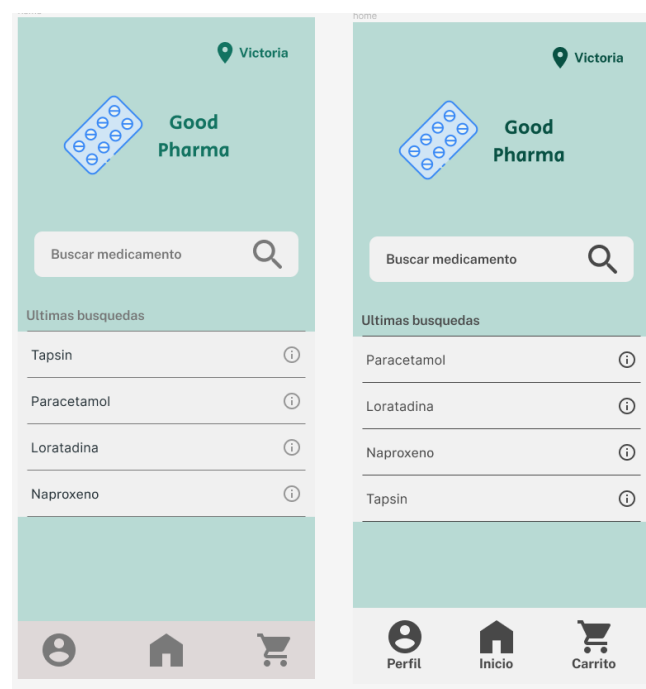 home
Victoria
Good
Pharma
Buscar medicamento
Ultimas busquedas
Tapsin
Paracetamol
Loratadina
Naproxeno
home
Victoria
Good
Pharma
Buscar medicamento
Ultimas busquedas
Paracetamol
Loratadina
Naproxeno
Tapsin
Perfil
Inicio
Carrito